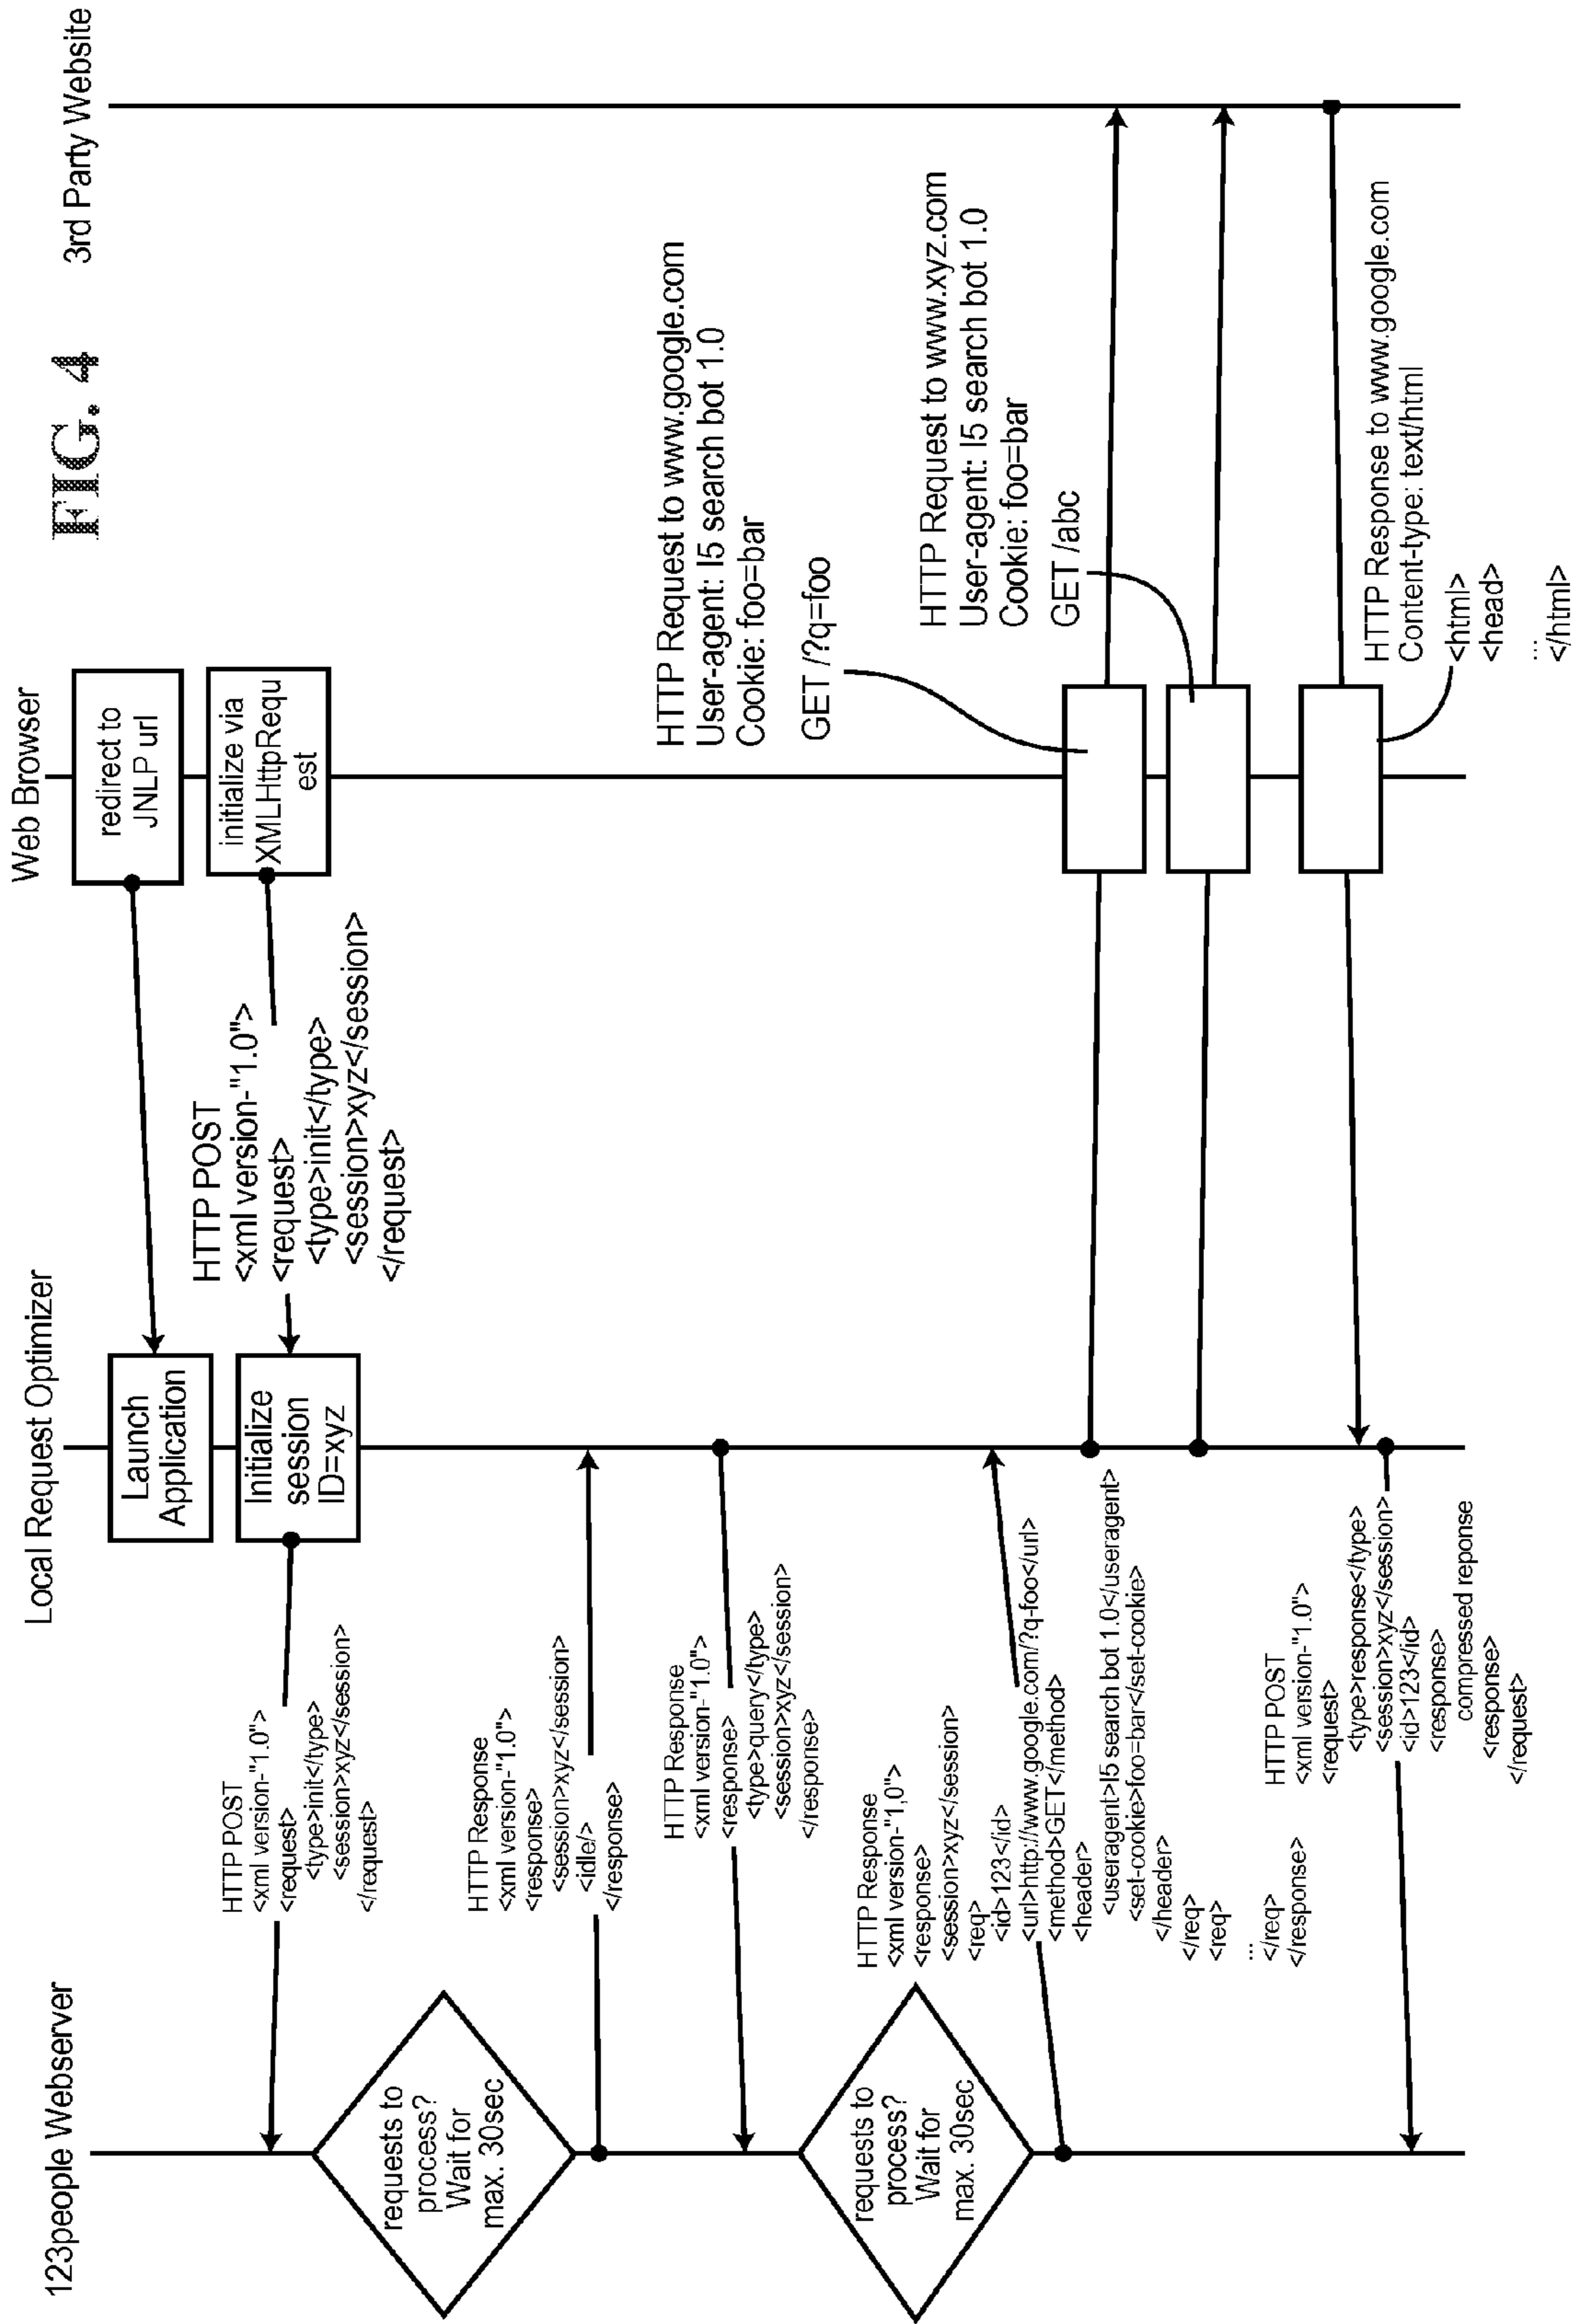 FIG. 4
123people Webserver
Local Request Optimizer
Web Browser
3rd Party Website
redirect to
JNLP url
Launch
Application
initialize via
XMLHttpRequ
est
HTTP POST
<xml version-"1.0">
<request>
<type>init</type>
<session>xyz</session>
</request>
Initialize
session
ID=xyz
HTTP POST
<xml version-"1.0">
<request>
<type>init</type>
<session>xyz</session>
</request>
requests to
process?
Wait for
max. 30sec
HTTP Response
<xml version-"1.0">
<response>
<session>xyz</session>
<idle/>
</response>
HTTP Response
<xml version-"1.0">
<response>
<type>query</type>
<session>xyz</session>
</response>
requests to
process?
Wait for
max. 30sec
HTTP Response
<xml version-"1,0">
<response>
<session>xyz</session>
<req>
<id>123</id>
<url>http://www.google.com/?q-foo</url>
<method>GET</method>
<header>
<useragent>I5 search bot 1.0</useragent>
<set-cookie>foo=bar</set-cookie>
</header>
</req>
<req>
...
</req>
</response>
HTTP Request to www.google.com
User-agent: I5 search bot 1.0
Cookie: foo=bar
GET /?q=foo
HTTP Request to www.xyz.com
User-agent: I5 search bot 1.0
Cookie: foo=bar
GET /abc
HTTP Response to www.google.com
Content-type: text/html
<html>
<head>
...
</html>
HTTP POST
<xml version-"1.0">
<request>
<type>response</type>
<session>xyz</session>
<id>123</id>
<response>
compressed reponse
<response>
</request>